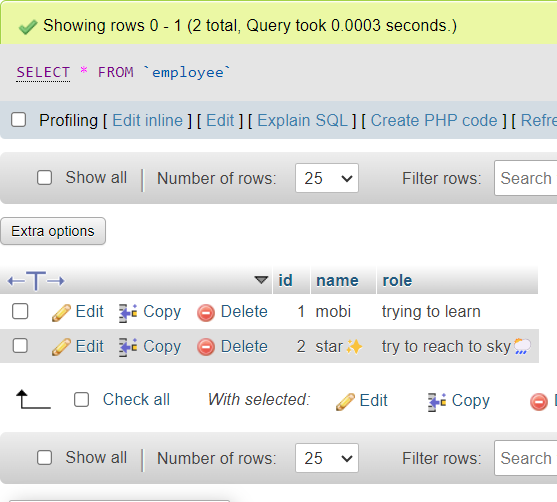 Showing rows 0 - 1 (2 total, Query took 0.0003 seconds.)
SELECT * FROM `employee`
Profiling [ Edit inline ] [ Edit ] [ Explain SQL ] [ Create PHP code ] [ Refre
Show all | Number of rows: 25 Filter rows: Search
Extra options
←T→ id name role
Edit Copy Delete 1 mobi trying to learn
Edit Copy Delete 2 star✨ try to reach to sky🌧️
Check all With selected: Edit Copy
Show all | Number of rows: 25 Filter rows: Search